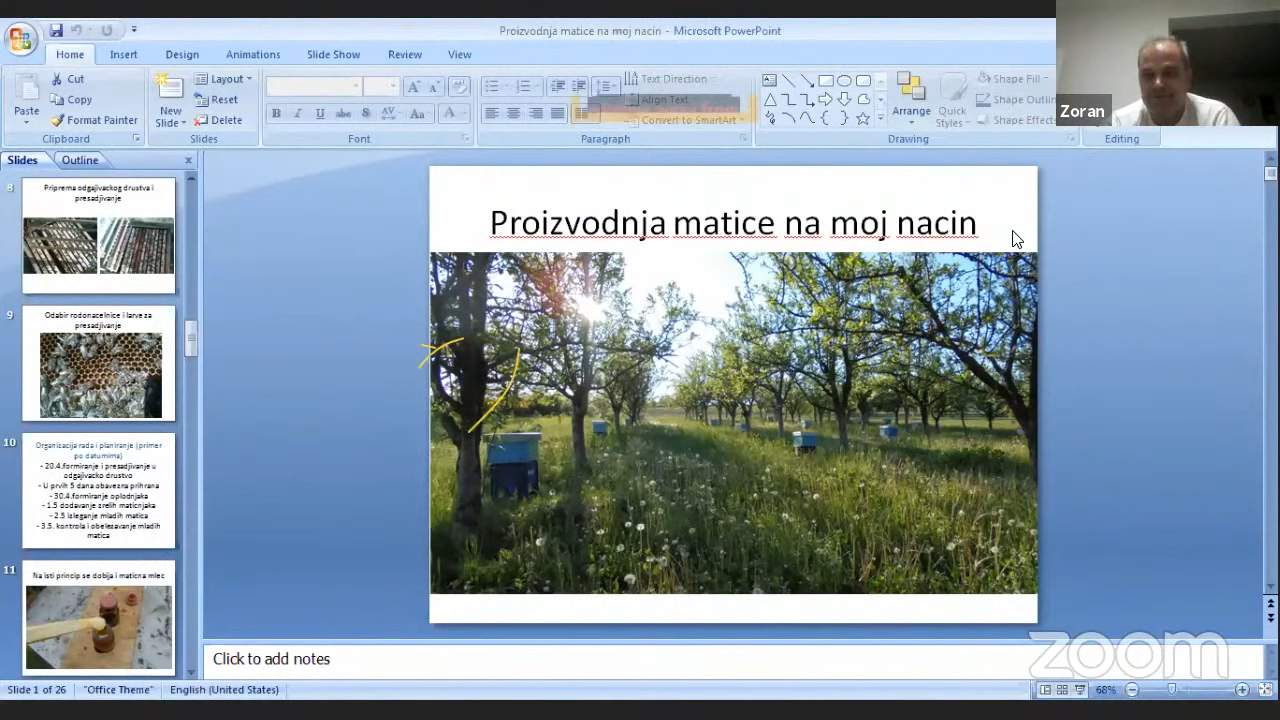 Proizvodnja matice na moj nacin - Microsoft PowerPoint
Home Insert Design Animations Slide Show Review View
Paste
Cut
Copy
Format Painter
New Slide
Layout
Reset
Delete
B I U abc S AV Aa A
Text Direction
Align Text
Convert to SmartArt
Arrange
Quick Styles
Shape Fill
Shape Outline
Shape Effects
Clipboard Slides Font Paragraph Drawing Editing
Zoran
Slides Outline
8
Priprema odgajivackog drustva i
presadjivanje
9
Odabir rodonacelnice i larve za
presadjivanje
10
Organizacija rada i planiranje (primer
po datumima)
- 20.4.formiranje i presadjivanje u
odgajivacko drustvo
- U prvih 5 dana obavezna prihrana
- 30.4.formiranje oplodnjaka
- 1.5 dodavanje zrelih maticnjaka
- 2.5 izleganje mladih matica
- 3.5. kontrola i obelezavanje mladih
matica
11
Na isti princip se dobija i maticna mlec
Proizvodnja matice na moj nacin
Click to add notes
zoom
Slide 1 of 26 "Office Theme" English (United States) 68%